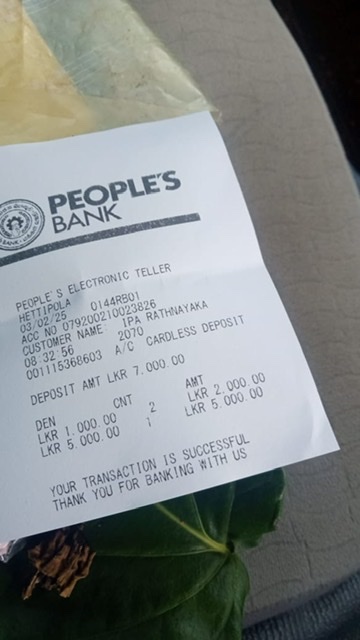 PEOPLE'S
BANK
PEOPLE'S ELECTRONIC TELLER
HETTIPOLA 0144RB01
03/02/25
ACC NO 079200210023826
CUSTOMER NAME: IPA RATHNAYAKA
08:32:56 2070
001115368603 A/C CARDLESS DEPOSIT
DEPOSIT AMT LKR 7,000.00
DEN CNT AMT
LKR 1,000.00 2 LKR 2,000.00
LKR 5,000.00 1 LKR 5,000.00
YOUR TRANSACTION IS SUCCESSFUL
THANK YOU FOR BANKING WITH US